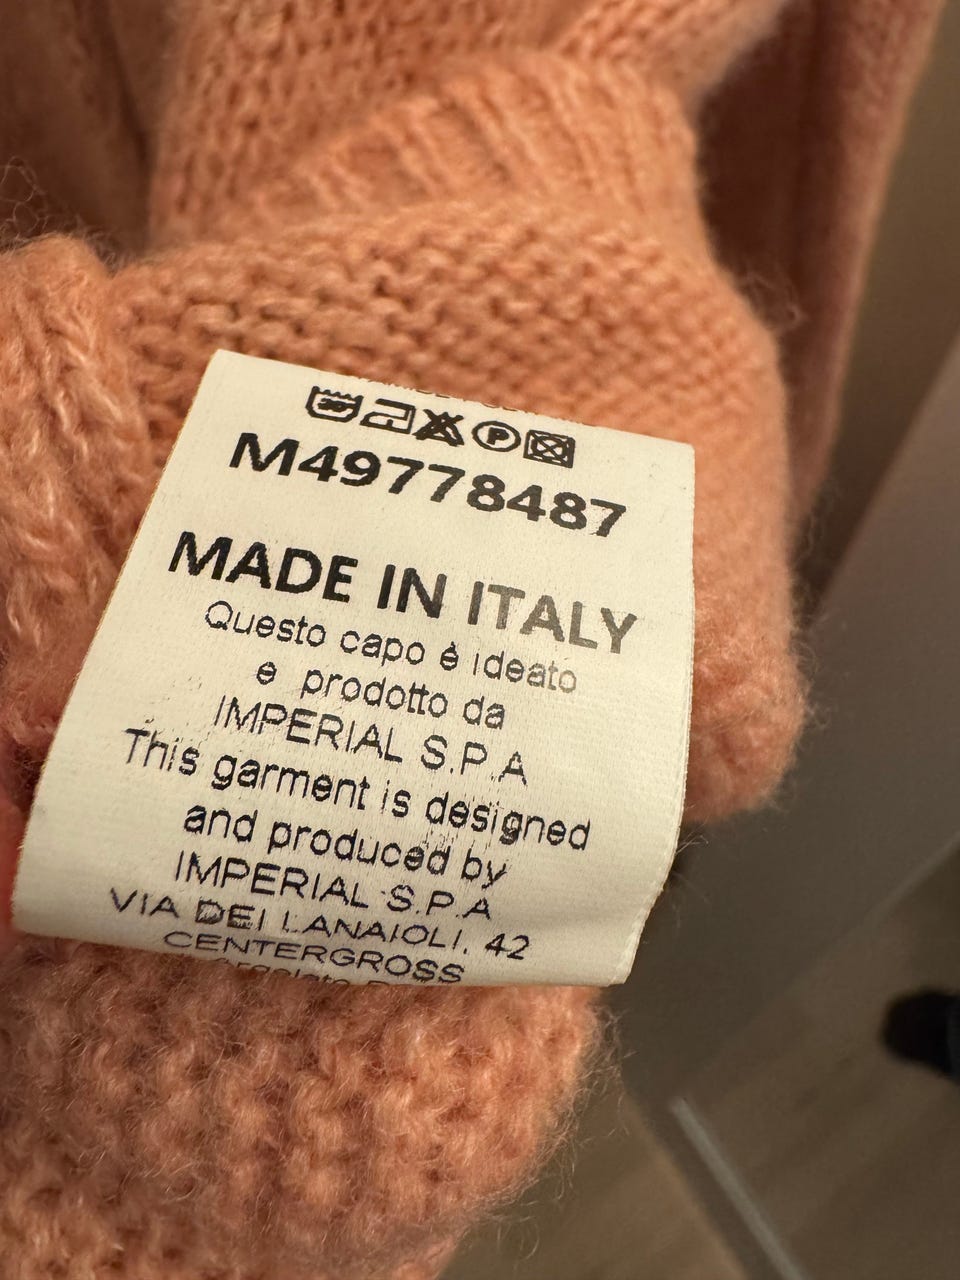 30 P
M49778487
MADE IN ITALY
Questo capo è ideato
e prodotto da
IMPERIAL S.P.A
This garment is designed
and produced by
IMPERIAL S.P.A
VIA DEI LANAIOLI, 42
CENTERGROSS